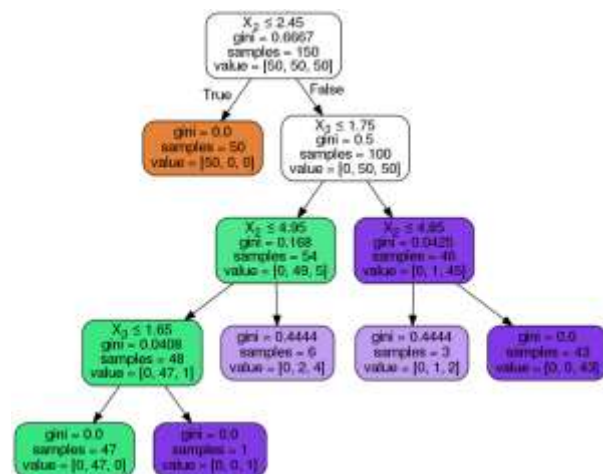 X2 ≤ 2.45
gini = 0.6667
samples = 150
value = [50, 50, 50]
True
False
gini = 0.0
samples = 50
value = [50, 0, 0]
X3 ≤ 1.75
gini = 0.5
samples = 100
value = [0, 50, 50]
X2 ≤ 4.95
gini = 0.168
samples = 54
value = [0, 49, 5]
X2 ≤ 4.85
gini = 0.0425
samples = 46
value = [0, 1, 45]
X3 ≤ 1.65
gini = 0.0408
samples = 48
value = [0, 47, 1]
gini = 0.4444
samples = 6
value = [0, 2, 4]
gini = 0.4444
samples = 3
value = [0, 1, 2]
gini = 0.0
samples = 43
value = [0, 0, 43]
gini = 0.0
samples = 47
value = [0, 47, 0]
gini = 0.0
samples = 1
value = [0, 0, 1]